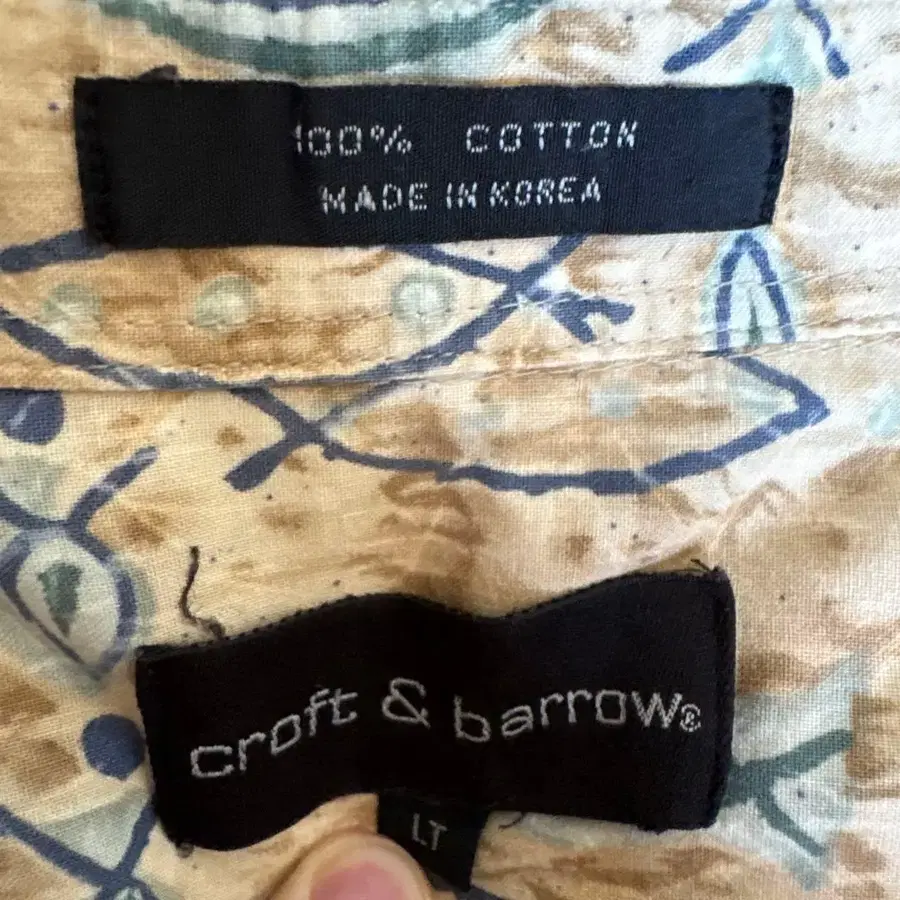 100% COTTON
MADE IN KOREA
croft & barrow®
LT